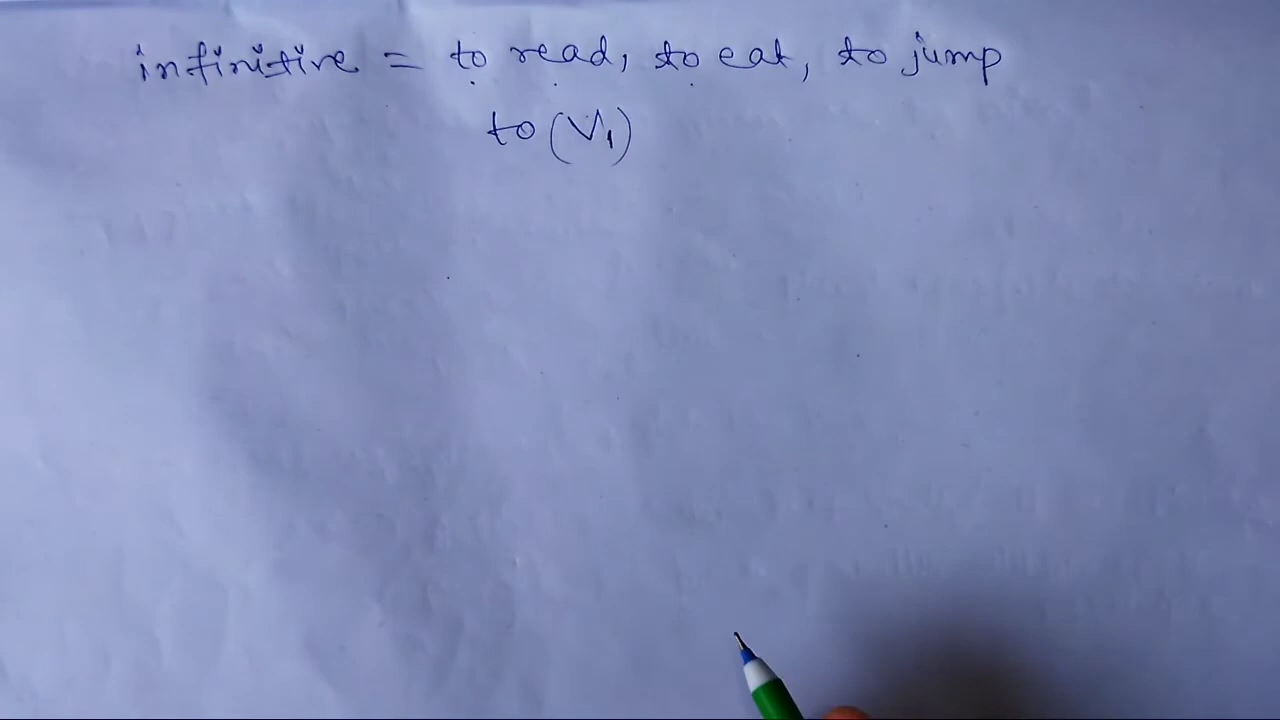 infinitive = to read, to eat, to jump
to (V₁)